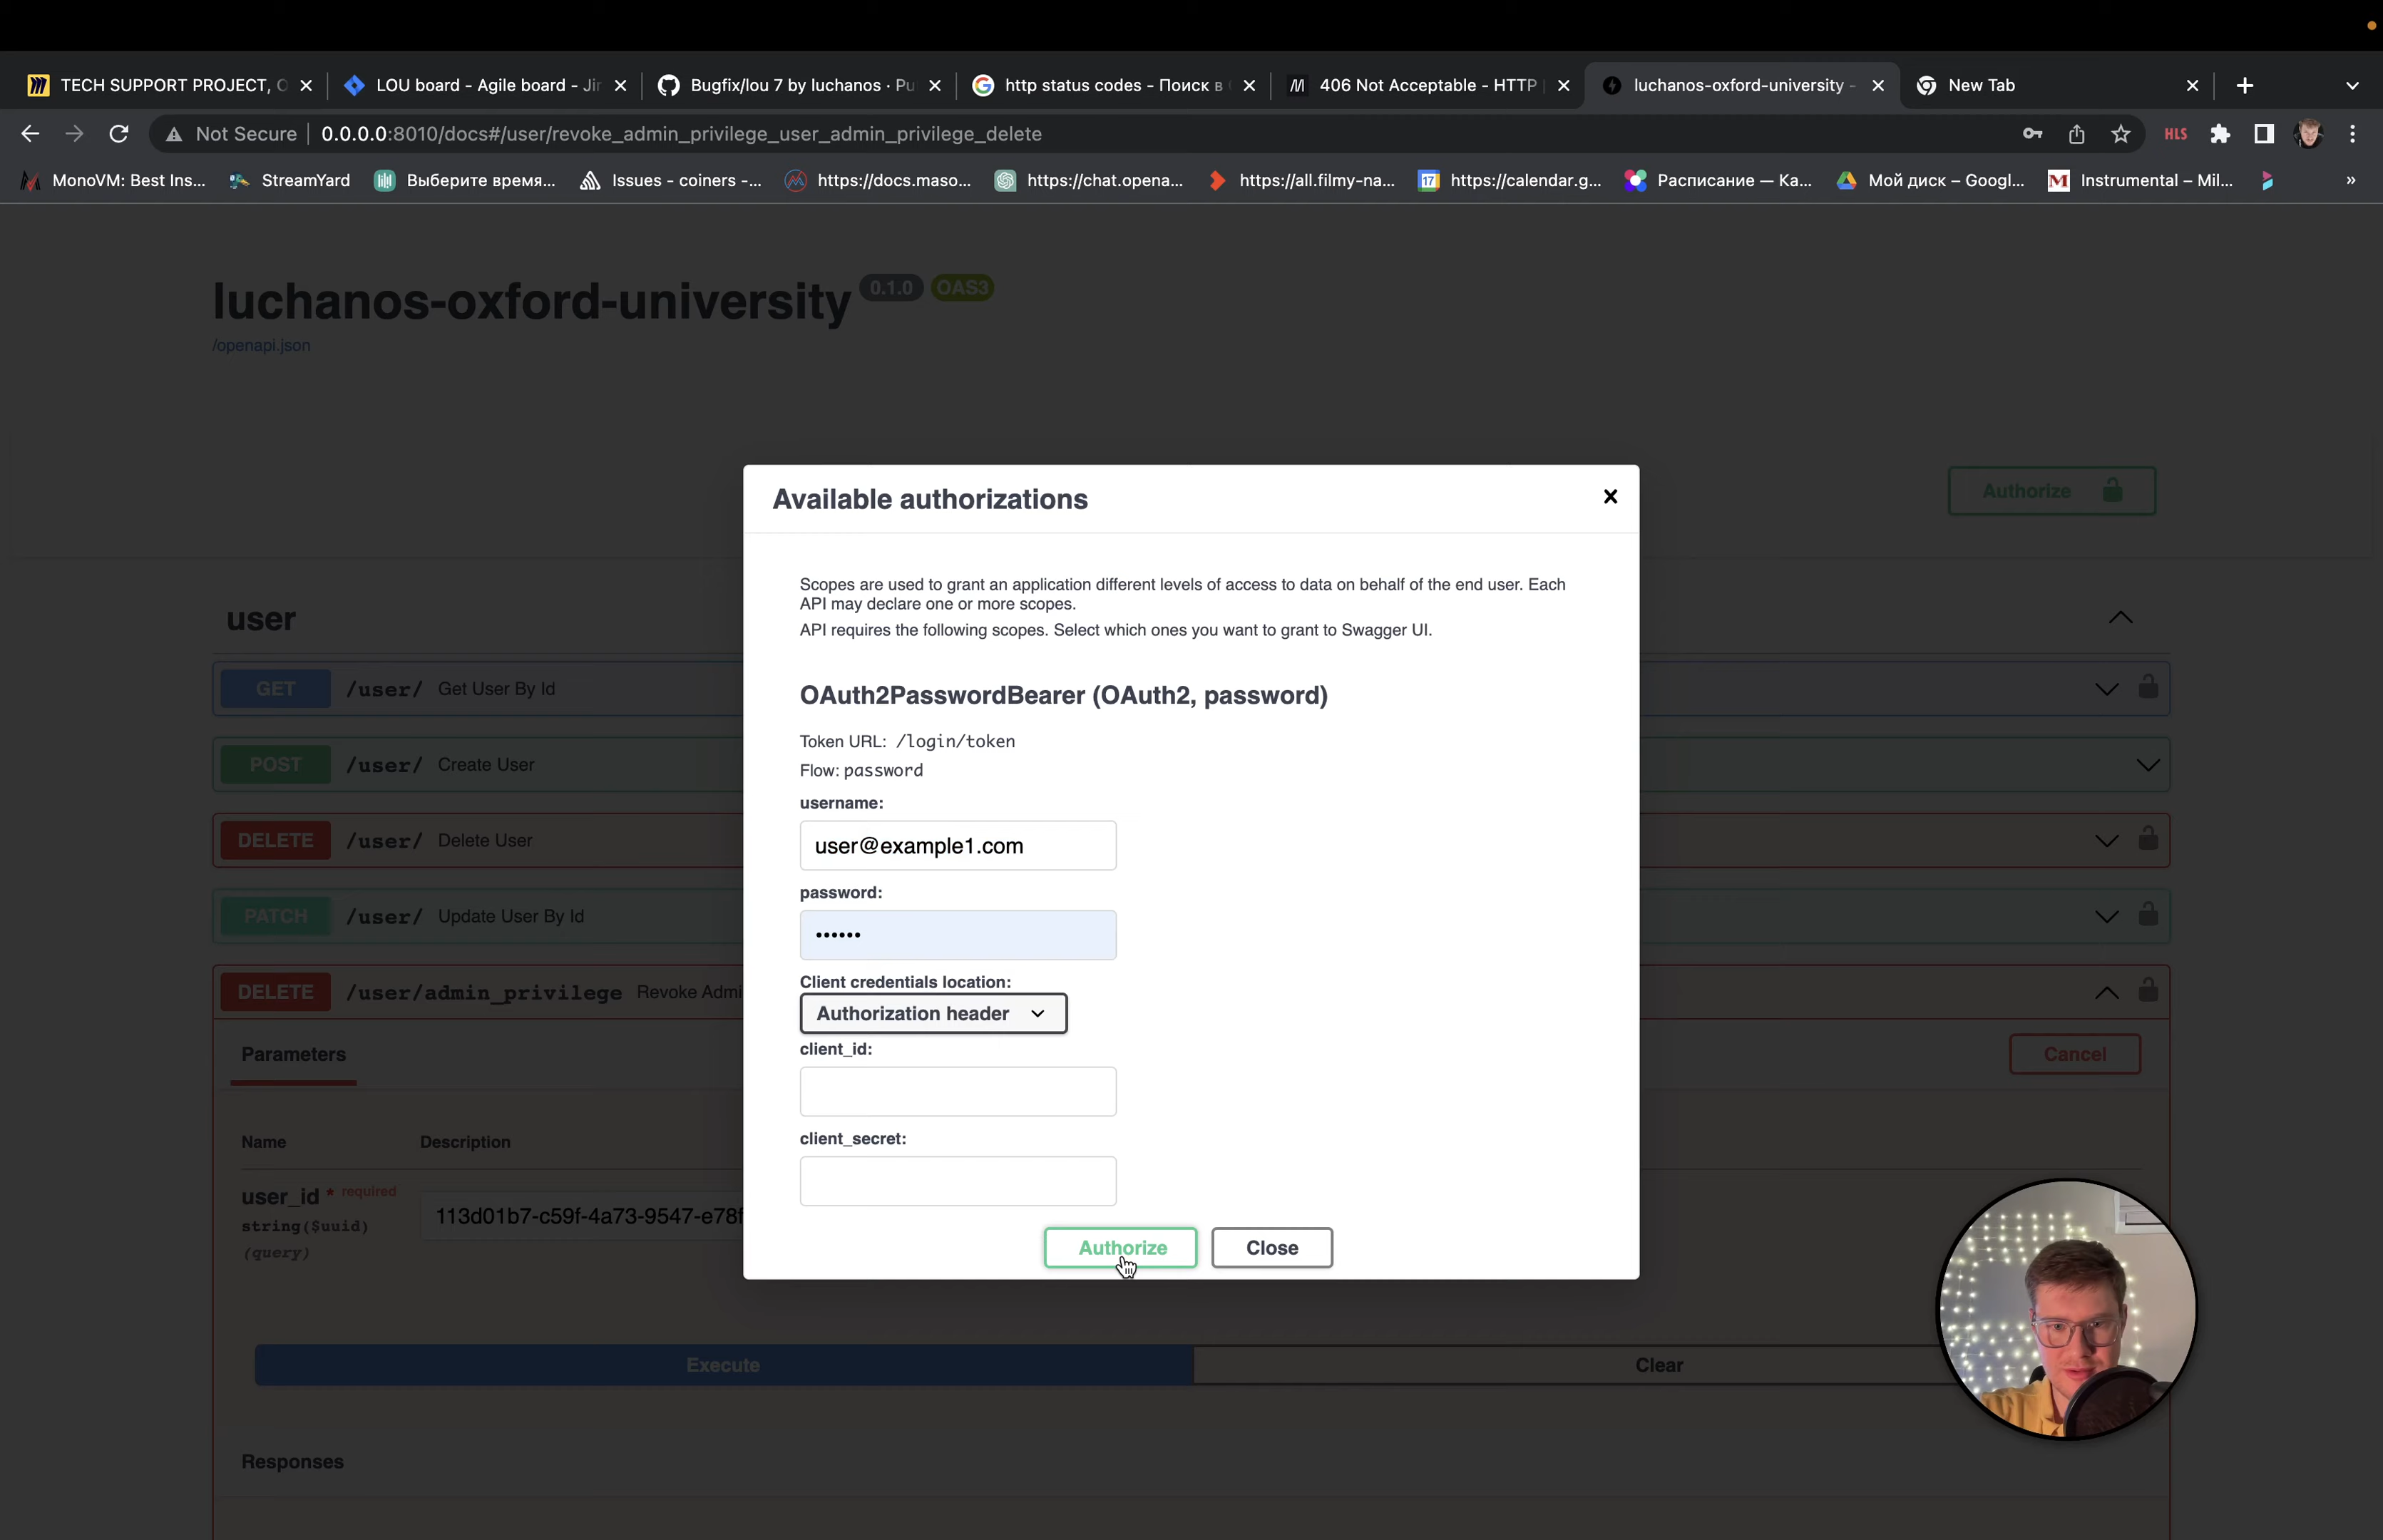 TECH SUPPORT PROJECT, O
LOU board - Agile board - Jir
Bugfix/lou 7 by luchanos · Pu
http status codes - Поиск в
406 Not Acceptable - HTTP
luchanos-oxford-university -
New Tab
Not Secure
0.0.0.0:8010/docs#/user/revoke_admin_privilege_user_admin_privilege_delete
HLS
MonoVM: Best Ins...
StreamYard
Выберите время...
Issues - coiners -...
https://docs.maso...
https://chat.opena...
https://all.filmy-na...
17
https://calendar.g...
Расписание — Ka...
Мой диск – Googl...
M
Instrumental – Mil...
»
luchanos-oxford-university 0.1.0 OAS3
/openapi.json
Authorize
user
GET /user/ Get User By Id
POST /user/ Create User
DELETE /user/ Delete User
PATCH /user/ Update User By Id
DELETE /user/admin_privilege Revoke Admi
Parameters
Cancel
Name Description
user_id * required
string($uuid)
(query)
113d01b7-c59f-4a73-9547-e78f
Execute
Clear
Responses
Available authorizations
Scopes are used to grant an application different levels of access to data on behalf of the end user. Each
API may declare one or more scopes.
API requires the following scopes. Select which ones you want to grant to Swagger UI.
OAuth2PasswordBearer (OAuth2, password)
Token URL: /login/token
Flow: password
username:
user@example1.com
password:
••••••
Client credentials location:
Authorization header
client_id:
client_secret:
Authorize
Close